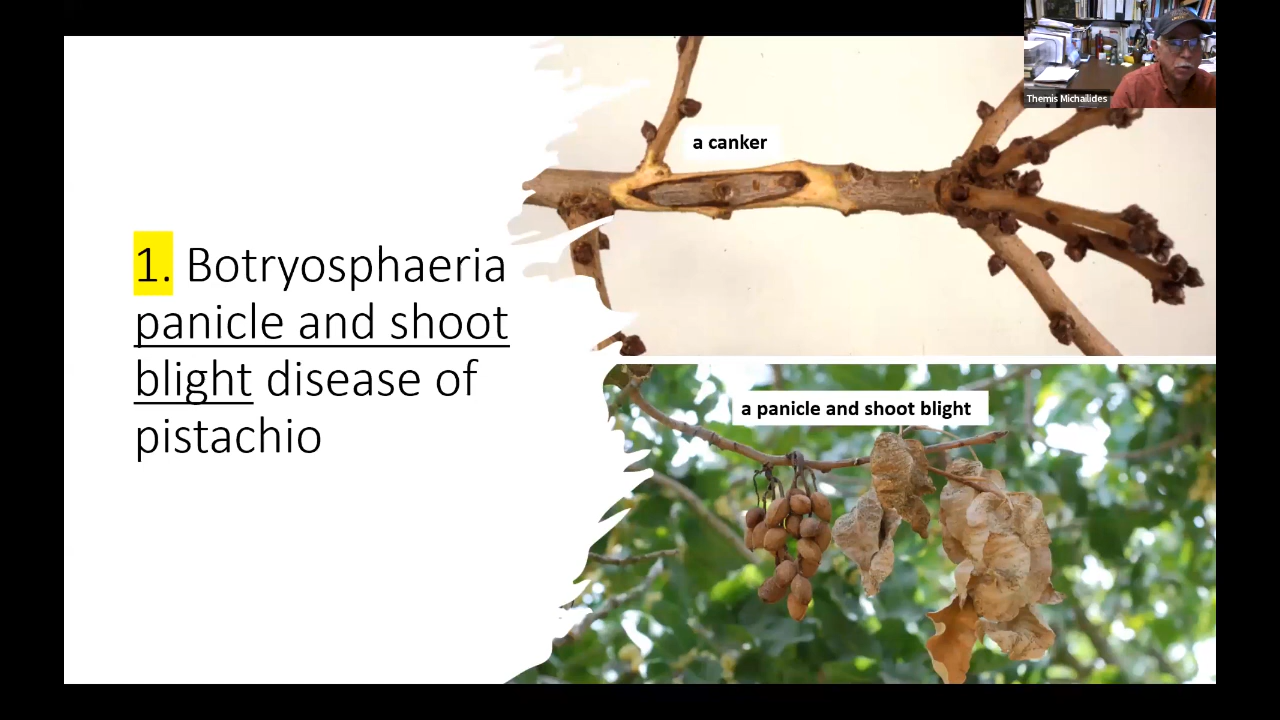 Themis Michailides
a canker
1. Botryosphaeria
panicle and shoot
blight disease of
pistachio
a panicle and shoot blight